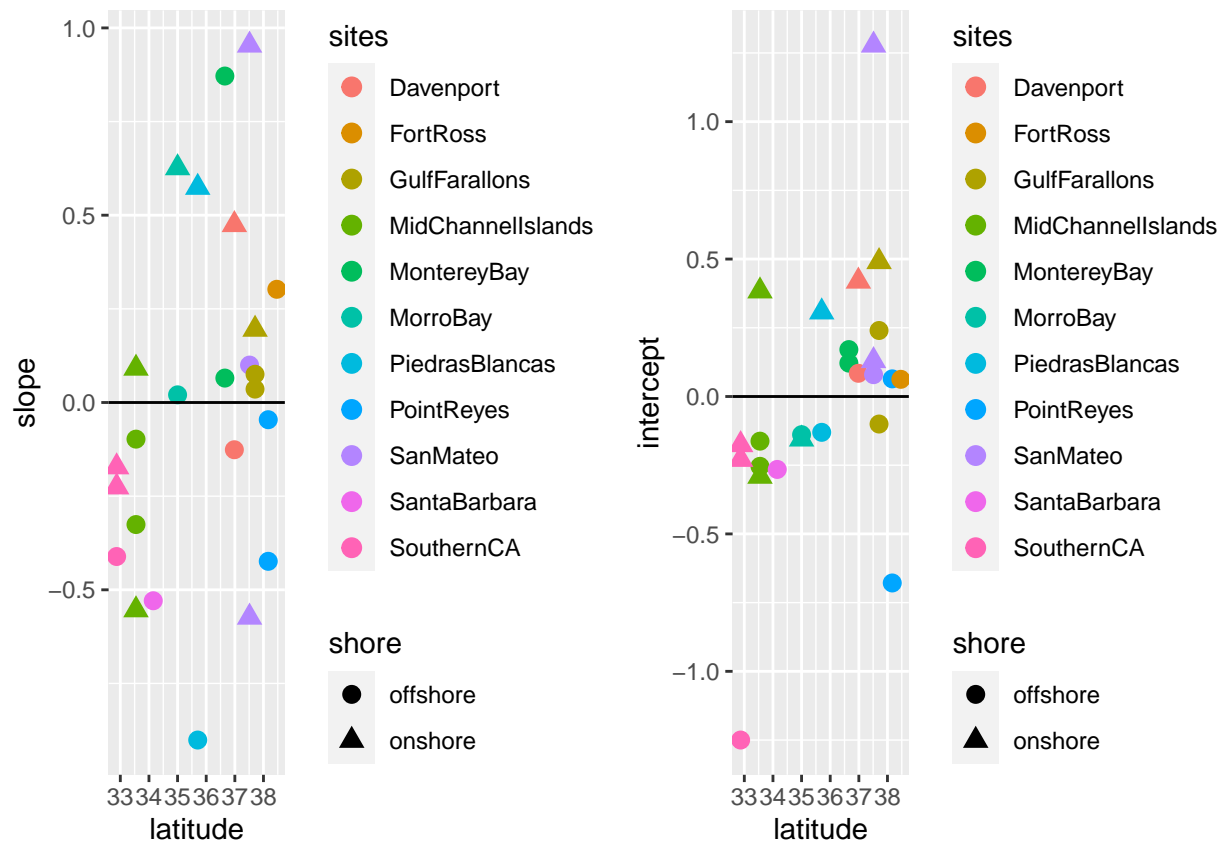 1.0
0.5
0.0
−0.5
slope
33 34 35 36 37 38
latitude
sites
Davenport
FortRoss
GulfFarallons
MidChannelIslands
MontereyBay
MorroBay
PiedrasBlancas
PointReyes
SanMateo
SantaBarbara
SouthernCA
shore
offshore
onshore
1.0
0.5
0.0
−0.5
−1.0
intercept
33 34 35 36 37 38
latitude
sites
Davenport
FortRoss
GulfFarallons
MidChannelIslands
MontereyBay
MorroBay
PiedrasBlancas
PointReyes
SanMateo
SantaBarbara
SouthernCA
shore
offshore
onshore